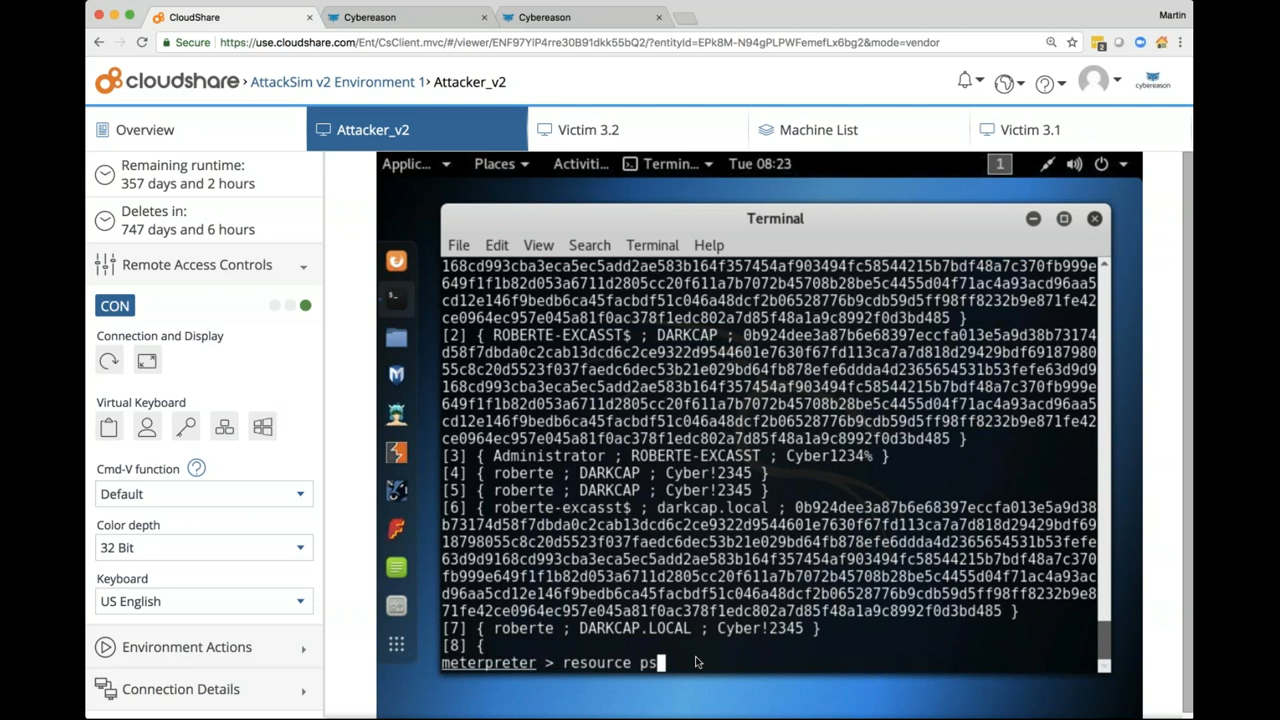 CloudShare
Cybereason
Cybereason
Martin
Secure
https://use.cloudshare.com/Ent/CsClient.mvc/#/viewer/ENF97YlP4rre30B91dkk55bQ2/?entityId=EPk8M-N94gPLPWFemefLx6bg2&mode=vendor
cloudshare › AttackSim v2 Environment 1› Attacker_v2
cybereason
Overview
Attacker_v2
Victim 3.2
Machine List
Victim 3.1
Remaining runtime:
357 days and 2 hours
Deletes in:
747 days and 6 hours
Remote Access Controls
CON
Connection and Display
Virtual Keyboard
Cmd-V function
Default
Color depth
32 Bit
Keyboard
US English
Environment Actions
Connection Details
Applic...
Places
Activiti...
Termin...
Tue 08:23
1
Terminal
File Edit View Search Terminal Help
168cd993cba3eca5ec5add2ae583b164f357454af903494fc58544215b7bdf48a7c370fb999e
649f1f1b82d053a6711d2805cc20f611a7b7072b45708b28be5c4455d04f71ac4a93acd96aa5
cd12e146f9bedb6ca45facbdf51c046a48dcf2b06528776b9cdb59d5ff98ff8232b9e871fe42
ce0964ec957e045a81f0ac378f1edc802a7d85f48a1a9c8992f0d3bd485 }
[2] { ROBERTE-EXCASST$ ; DARKCAP ; 0b924dee3a87b6e68397eccfa013e5a9d38b73174
d58f7dbda0c2cab13dcd6c2ce9322d9544601e7630f67fd113ca7a7d818d29429bdf69187980
55c8c20d5523f037faedc6dec53b21e029bd64fb878efe6ddda4d2365654531b53fefe63d9d9
168cd993cba3eca5ec5add2ae583b164f357454af903494fc58544215b7bdf48a7c370fb999e
649f1f1b82d053a6711d2805cc20f611a7b7072b45708b28be5c4455d04f71ac4a93acd96aa5
cd12e146f9bedb6ca45facbdf51c046a48dcf2b06528776b9cdb59d5ff98ff8232b9e871fe42
ce0964ec957e045a81f0ac378f1edc802a7d85f48a1a9c8992f0d3bd485 }
[3] { Administrator ; ROBERTE-EXCASST ; Cyber1234% }
[4] { roberte ; DARKCAP ; Cyber!2345 }
[5] { roberte ; DARKCAP ; Cyber!2345 }
[6] { roberte-excasst$ ; darkcap.local ; 0b924dee3a87b6e68397eccfa013e5a9d38
b73174d58f7dbda0c2cab13dcd6c2ce9322d9544601e7630f67fd113ca7a7d818d29429bdf69
18798055c8c20d5523f037faedc6dec53b21e029bd64fb878efe6ddda4d2365654531b53fefe
63d9d9168cd993cba3eca5ec5add2ae583b164f357454af903494fc58544215b7bdf48a7c370
fb999e649f1f1b82d053a6711d2805cc20f611a7b7072b45708b28be5c4455d04f71ac4a93ac
d96aa5cd12e146f9bedb6ca45facbdf51c046a48dcf2b06528776b9cdb59d5ff98ff8232b9e8
71fe42ce0964ec957e045a81f0ac378f1edc802a7d85f48a1a9c8992f0d3bd485 }
[7] { roberte ; DARKCAP.LOCAL ; Cyber!2345 }
[8] {
meterpreter > resource ps